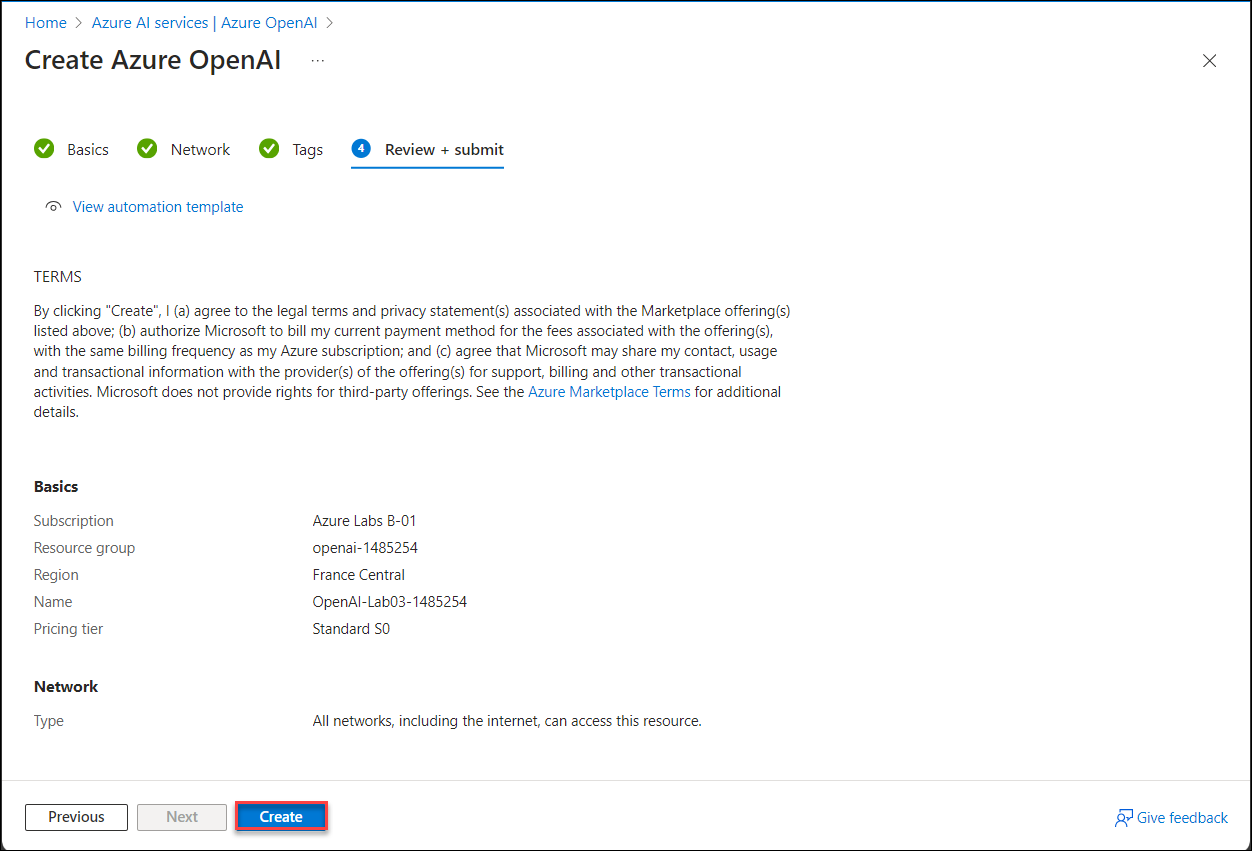 Home > Azure AI services | Azure OpenAI >
Create Azure OpenAI ...
Basics Network Tags 4 Review + submit
View automation template
TERMS
By clicking "Create", I (a) agree to the legal terms and privacy statement(s) associated with the Marketplace offering(s)
listed above; (b) authorize Microsoft to bill my current payment method for the fees associated with the offering(s),
with the same billing frequency as my Azure subscription; and (c) agree that Microsoft may share my contact, usage
and transactional information with the provider(s) of the offering(s) for support, billing and other transactional
activities. Microsoft does not provide rights for third-party offerings. See the Azure Marketplace Terms for additional
details.
Basics
Subscription Azure Labs B-01
Resource group openai-1485254
Region France Central
Name OpenAI-Lab03-1485254
Pricing tier Standard S0
Network
Type All networks, including the internet, can access this resource.
Previous Next Create Give feedback